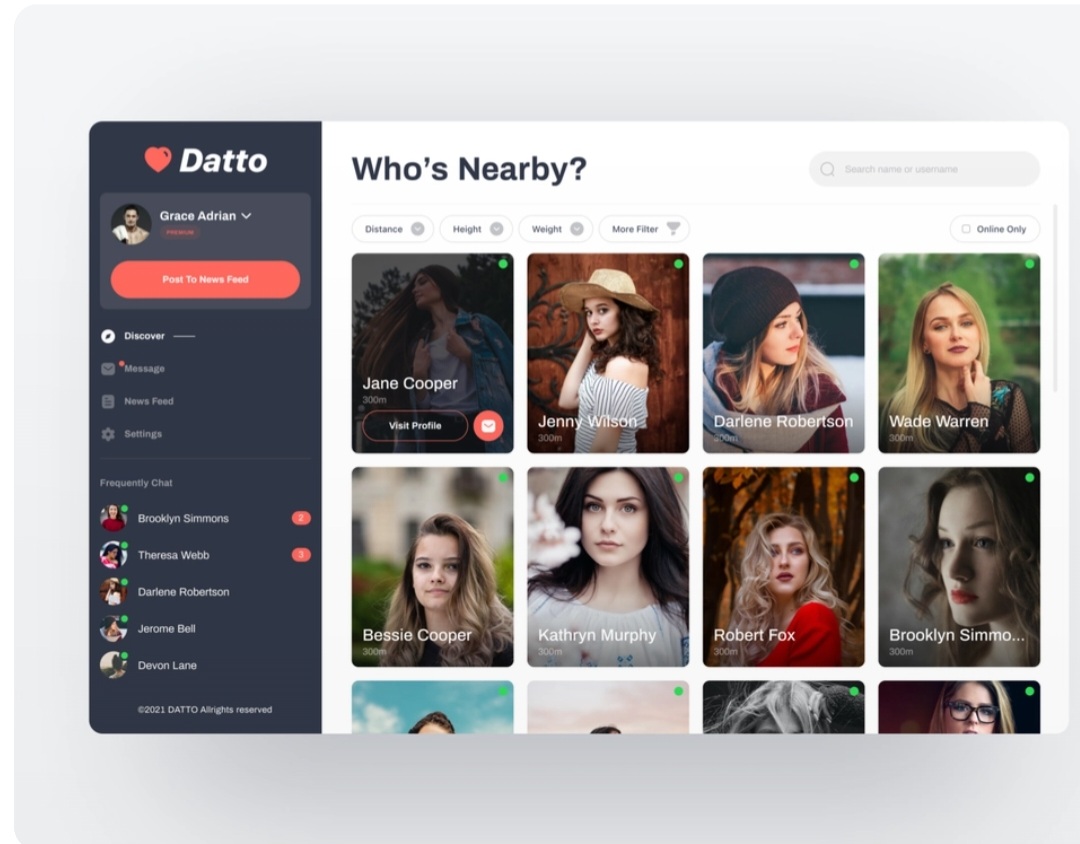 Datto
Grace Adrian
PREMIUM
Post To News Feed
Discover
Message
News Feed
Settings
Frequently Chat
Brooklyn Simmons 2
Theresa Webb 3
Darlene Robertson
Jerome Bell
Devon Lane
©2021 DATTO Allrights reserved
Who's Nearby?
Search name or username
Distance Height Weight More Filter Online Only
Jane Cooper
300m
Visit Profile
Jenny Wilson
300m
Darlene Robertson
300m
Wade Warren
300m
Bessie Cooper
300m
Kathryn Murphy
300m
Robert Fox
300m
Brooklyn Simmo...
300m